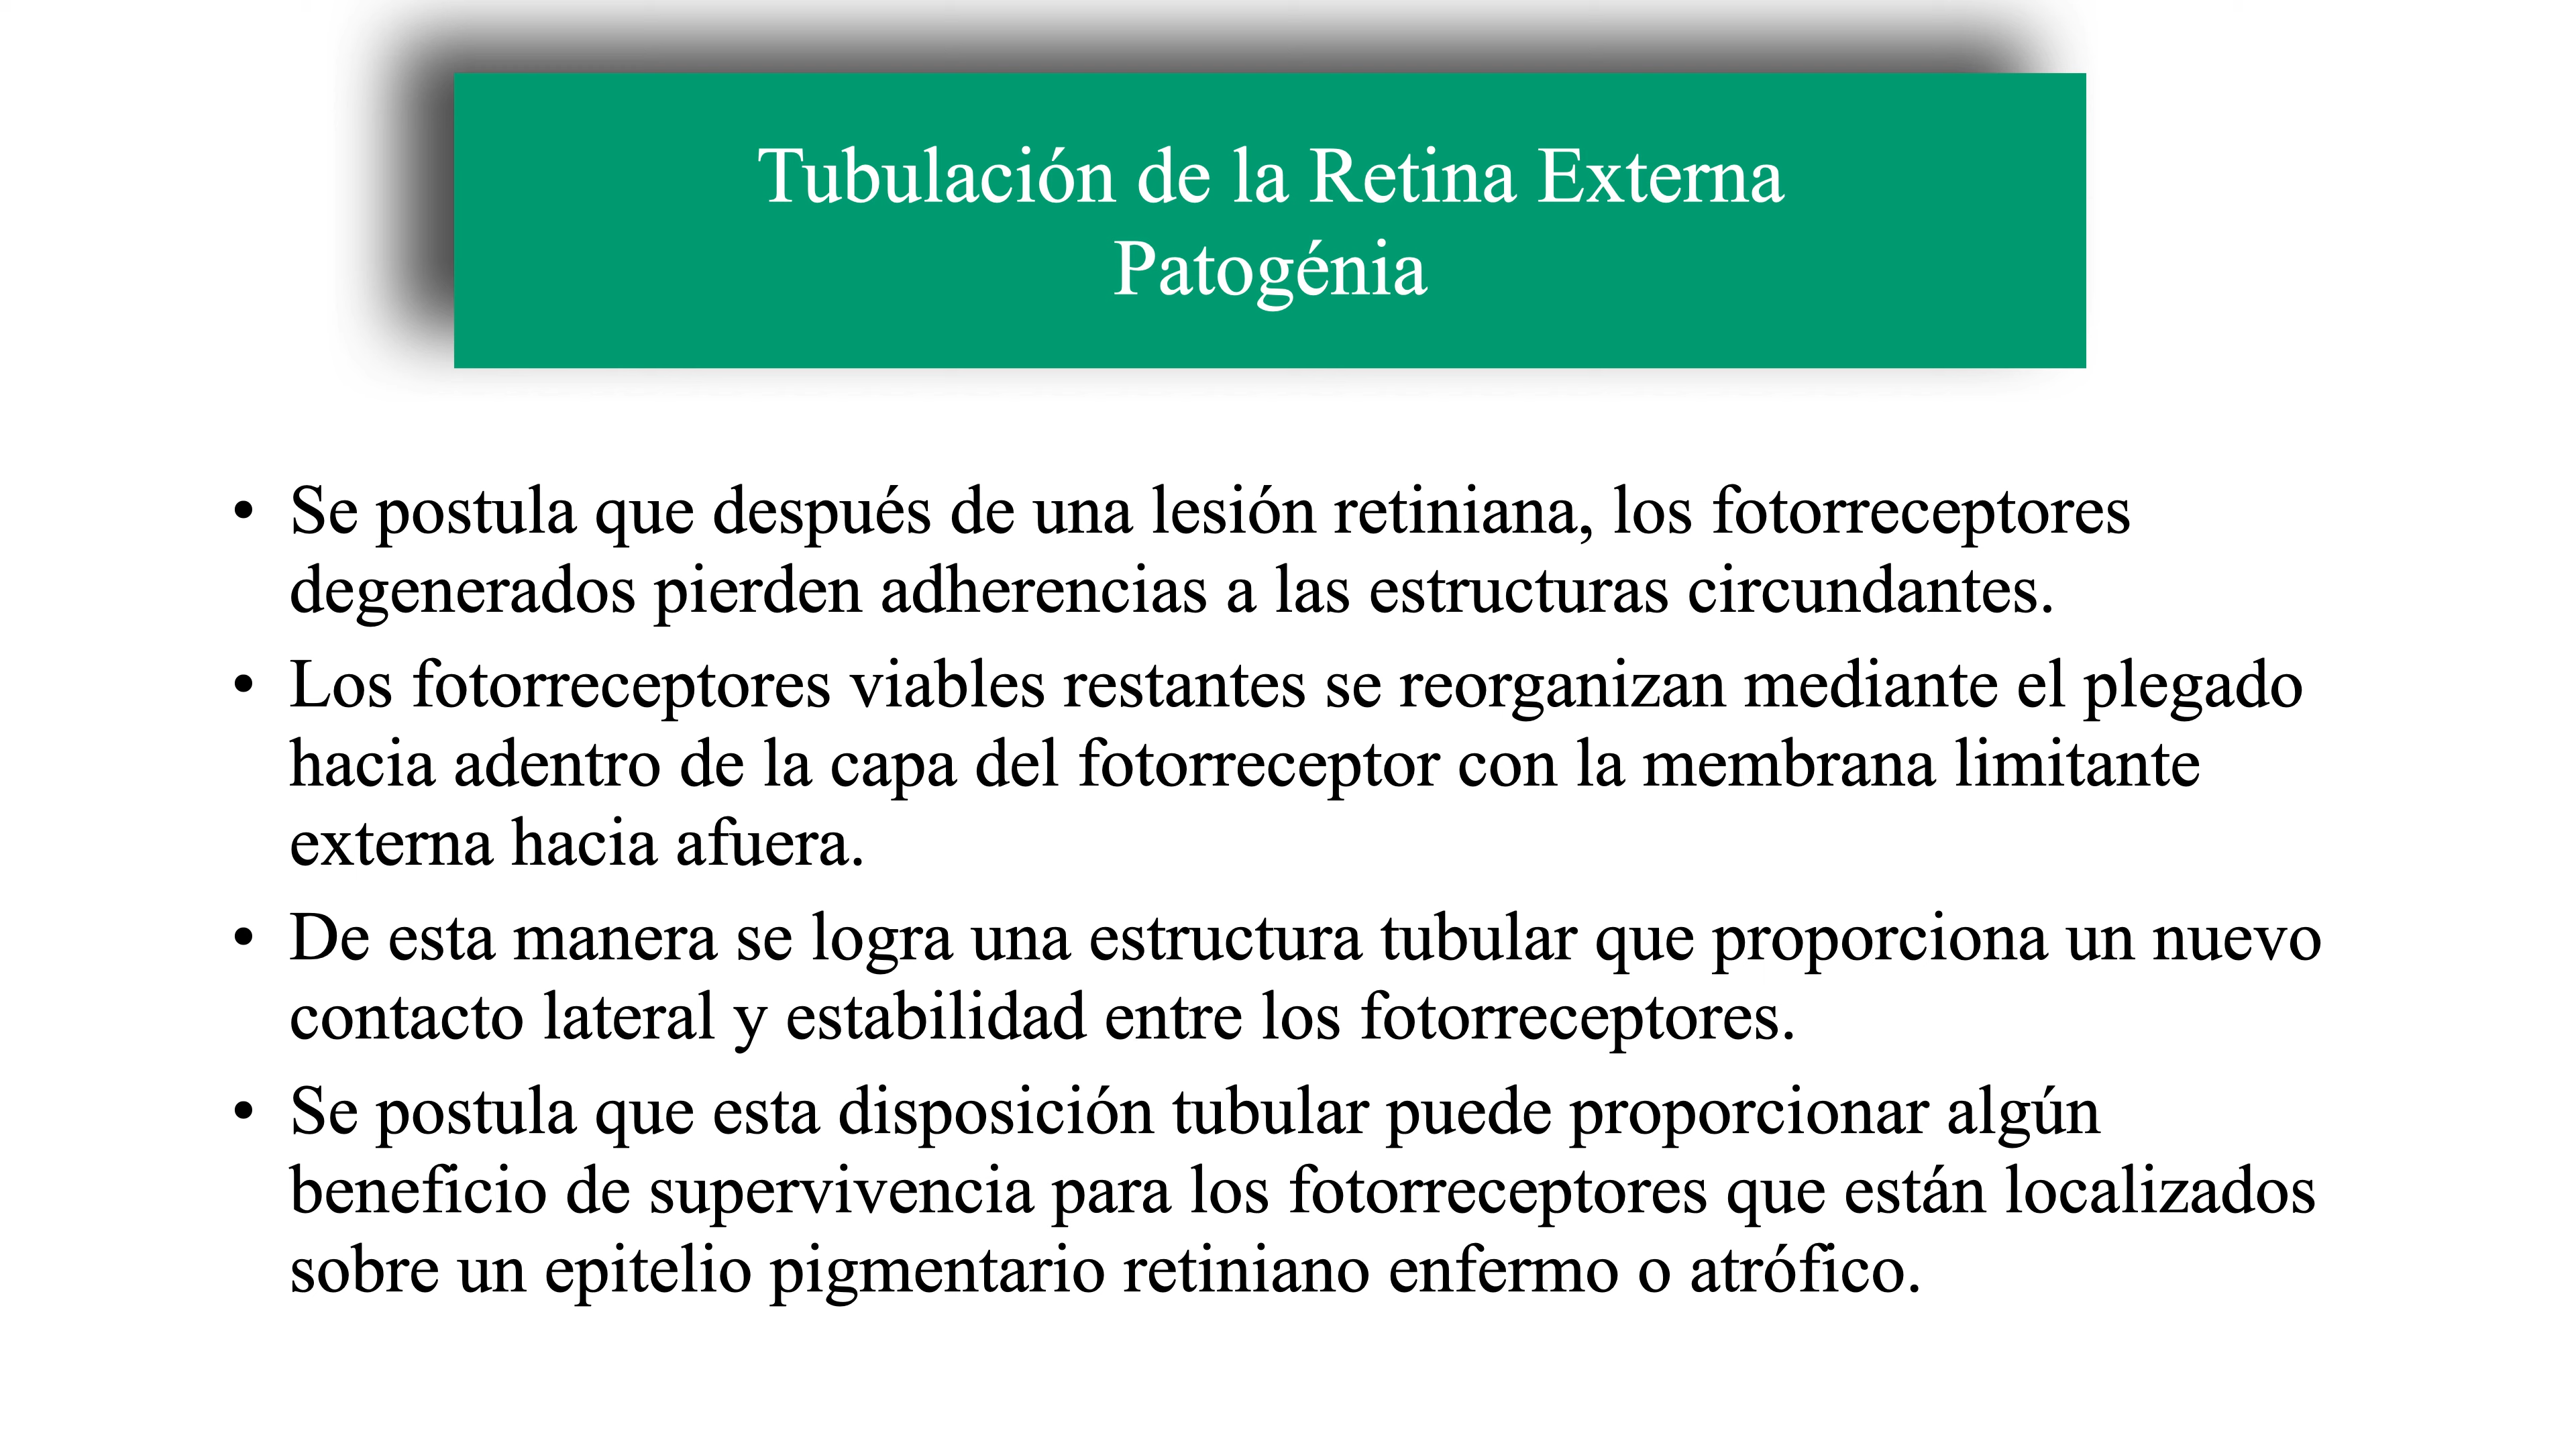 Tubulación de la Retina Externa
Patogénia
• Se postula que después de una lesión retiniana, los fotorreceptores
degenerados pierden adherencias a las estructuras circundantes.
• Los fotorreceptores viables restantes se reorganizan mediante el plegado
hacia adentro de la capa del fotorreceptor con la membrana limitante
externa hacia afuera.
• De esta manera se logra una estructura tubular que proporciona un nuevo
contacto lateral y estabilidad entre los fotorreceptores.
• Se postula que esta disposición tubular puede proporcionar algún
beneficio de supervivencia para los fotorreceptores que están localizados
sobre un epitelio pigmentario retiniano enfermo o atrófico.